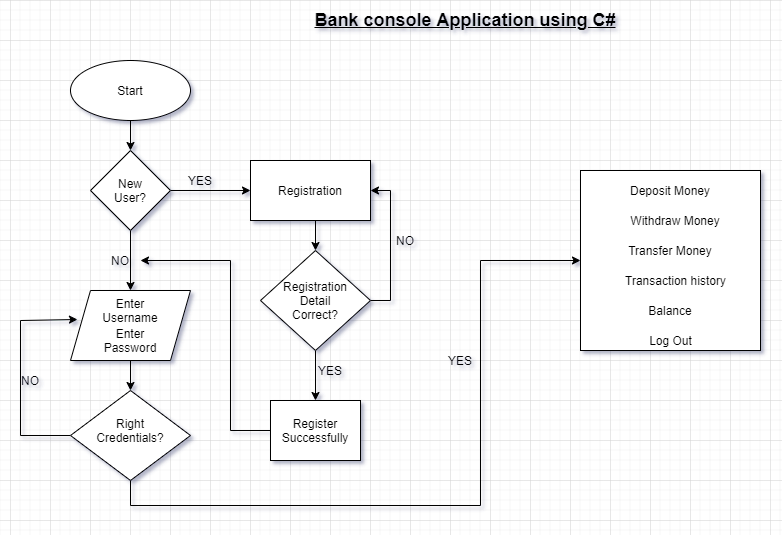 Bank console Application using C#
Start
New
User?
YES
Registration
NO
Registration
Detail
Correct?
NO
YES
Register
Successfully
Enter
Username
Enter
Password
NO
Right
Credentials?
YES
Deposit Money
Withdraw Money
Transfer Money
Transaction history
Balance
Log Out